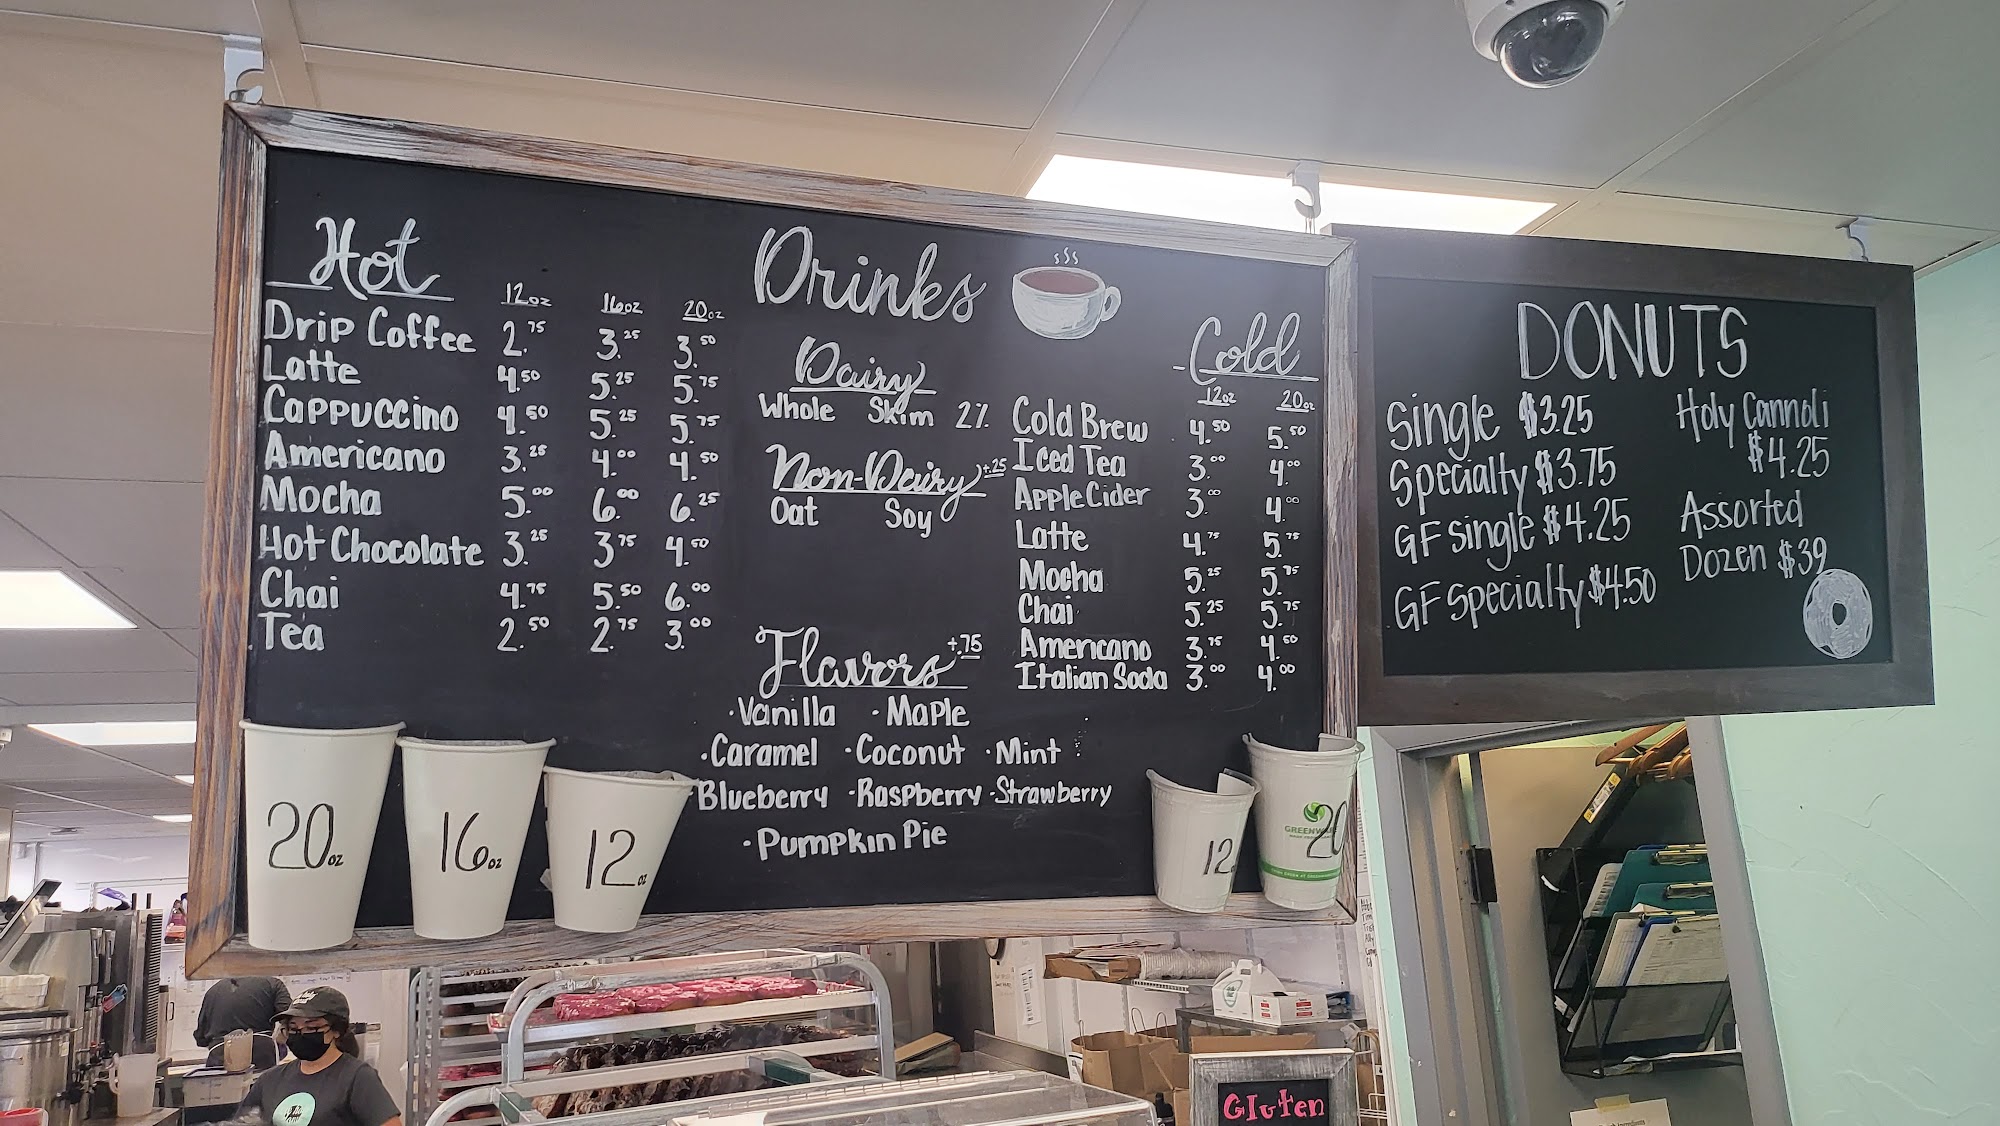 Hot
12oz 16oz 20oz
Drip Coffee 2.75 3.25 3.50
Latte 4.50 5.25 5.75
Cappuccino 4.50 5.25 5.75
Americano 3.25 4.00 4.50
Mocha 5.00 6.00 6.25
Hot Chocolate 3.25 3.75 4.50
Chai 4.75 5.50 6.00
Tea 2.50 2.75 3.00
Drinks
Dairy
Whole Skim 2%
Non-Dairy +.25
Oat Soy
Flavors +.75
·Vanilla ·Maple
·Caramel ·Coconut ·Mint
Blueberry ·Raspberry ·Strawberry
·Pumpkin Pie
Cold
12oz 20oz
Cold Brew 4.50 5.50
Iced Tea 3.00 4.00
Apple Cider 3.00 4.00
Latte 4.75 5.75
Mocha 5.25 5.75
Chai 5.25 5.75
Americano 3.75 4.50
Italian Soda 3.00 4.00
20oz
16oz
12oz
12
20
DONUTS
Single $3.25
Specialty $3.75
GF Single $4.25
GF Specialty $4.50
Holy Cannoli
$4.25
Assorted
Dozen $39
Gluten